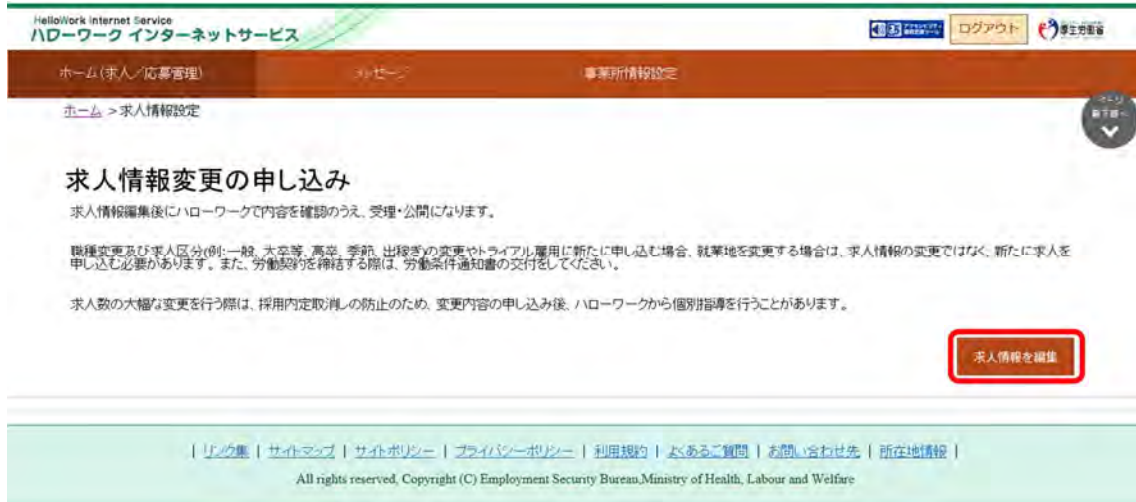 HelloWork Internet Service
ハローワーク インターネットサービス
ログアウト
厚生労働省
ホーム(求人/応募管理)
メッセージ
事業所情報設定
ホーム >求人情報設定
求人情報変更の申し込み
求人情報編集後にハローワークで内容を確認のうえ、受理・公開になります。
職種変更及び求人区分(例:一般、大卒等、高卒、季節、出稼ぎ)の変更やトライアル雇用に新たに申し込む場合、就業地を変更する場合は、求人情報の変更ではなく、新たに求人を
申し込む必要があります。また、労働契約を締結する際は、労働条件通知書の交付をしてください。
求人数の大幅な変更を行う際は、採用内定取消しの防止のため、変更内容の申し込み後、ハローワークから個別指導を行うことがあります。
求人情報を編集
| リンク集 | サイトマップ | サイトポリシー | プライバシーポリシー | 利用規約 | よくあるご質問 | お問い合わせ先 | 所在地情報 |
All rights reserved, Copyright (C) Employment Security Bureau,Ministry of Health, Labour and Welfare